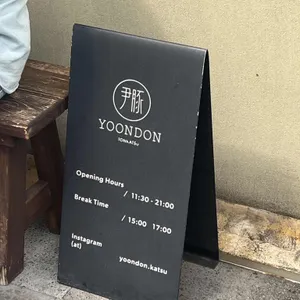 尹豚
YOONDON
TONKATSU
Opening Hours
/ 11:30 - 21:00
Break Time
/ 15:00 17:00
Instagram
(at)
yoondon.katsu